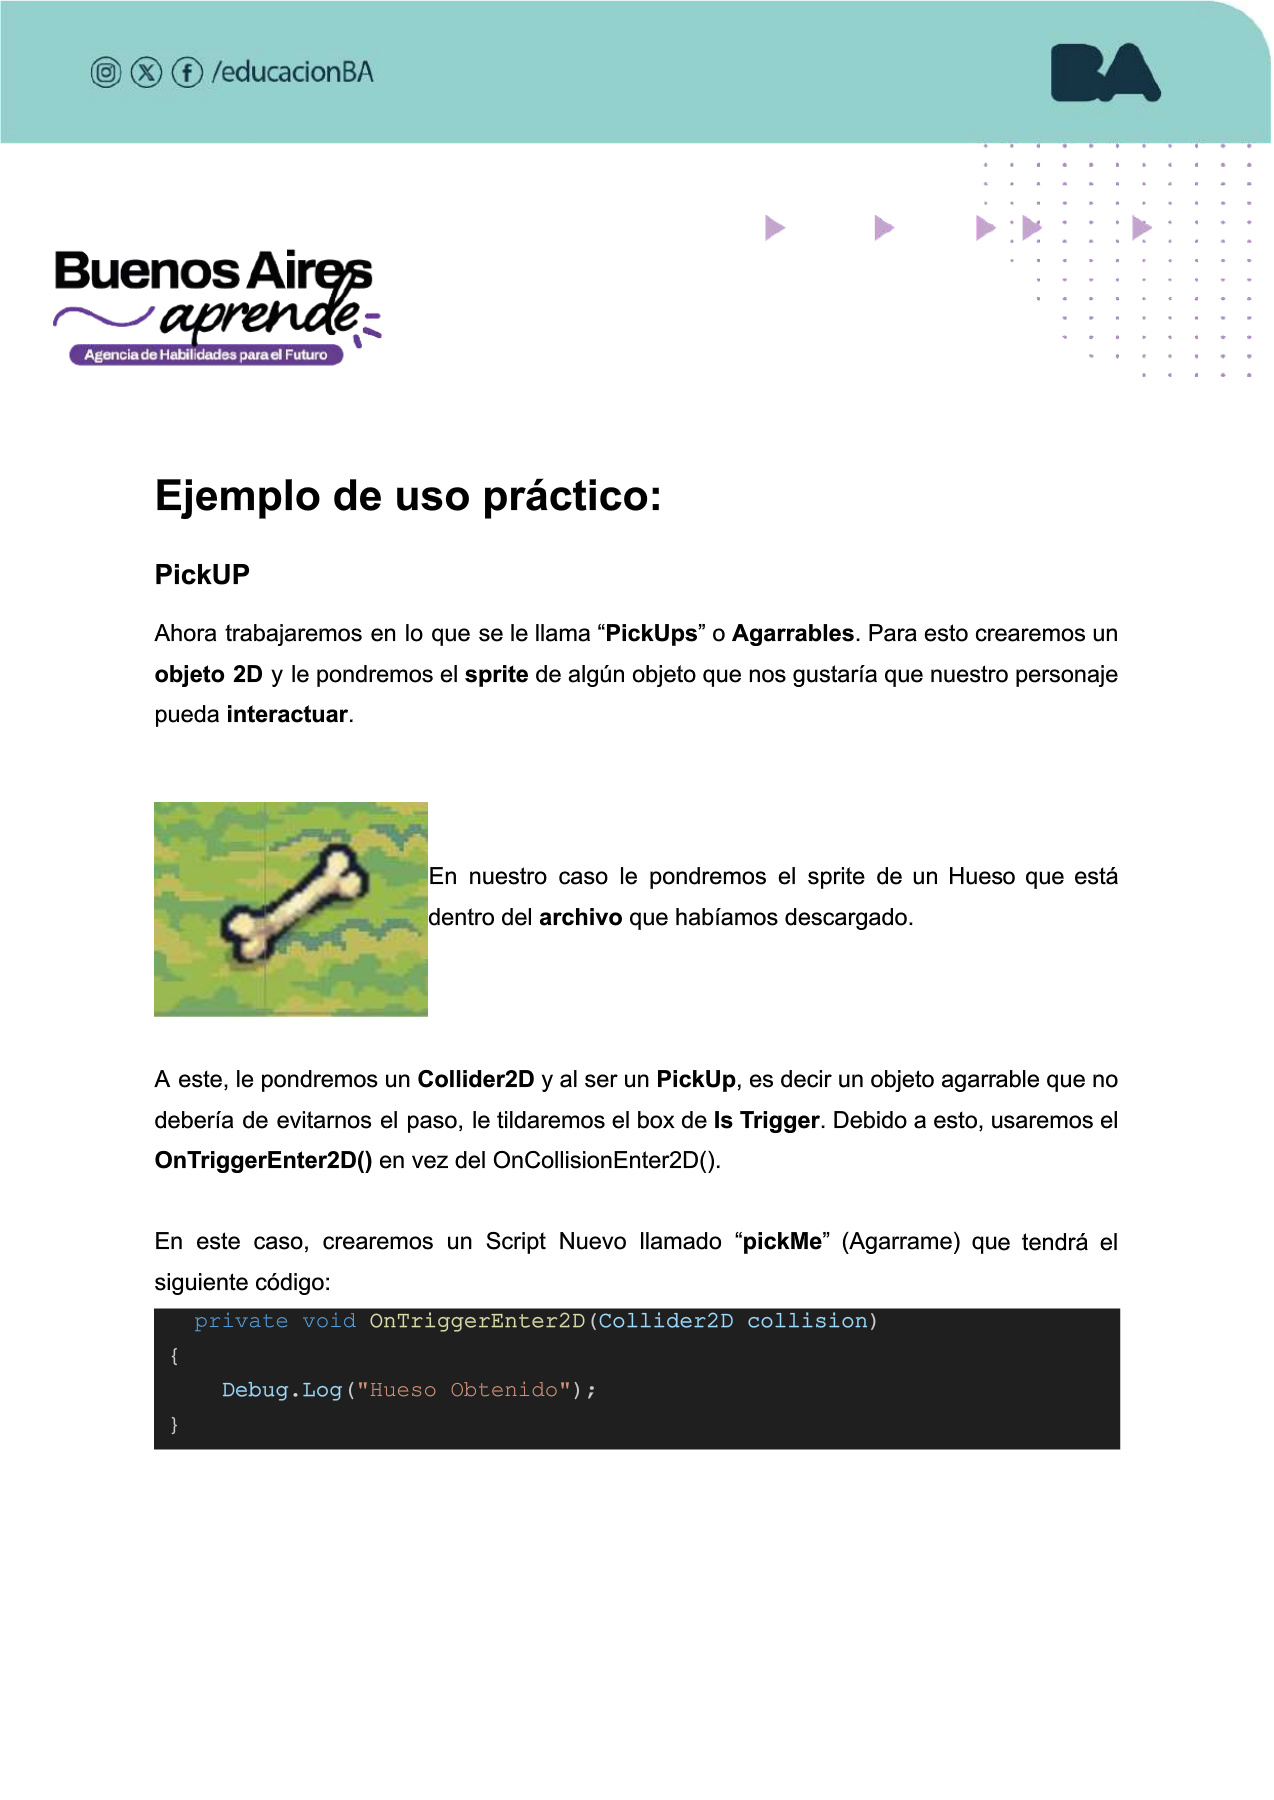 /educacionBA
BA
Buenos Aires
aprende
Agencia de Habilidades para el Futuro
Ejemplo de uso práctico:
PickUP
Ahora trabajaremos en lo que se le llama “PickUps” o Agarrables. Para esto crearemos un
objeto 2D y le pondremos el sprite de algún objeto que nos gustaría que nuestro personaje
pueda interactuar.
En nuestro caso le pondremos el sprite de un Hueso que está
dentro del archivo que habíamos descargado.
A este, le pondremos un Collider2D y al ser un PickUp, es decir un objeto agarrable que no
debería de evitarnos el paso, le tildaremos el box de Is Trigger. Debido a esto, usaremos el
OnTriggerEnter2D() en vez del OnCollisionEnter2D().
En este caso, crearemos un Script Nuevo llamado “pickMe” (Agarrame) que tendrá el
siguiente código:
private void OnTriggerEnter2D(Collider2D collision)
{
Debug.Log("Hueso Obtenido");
}